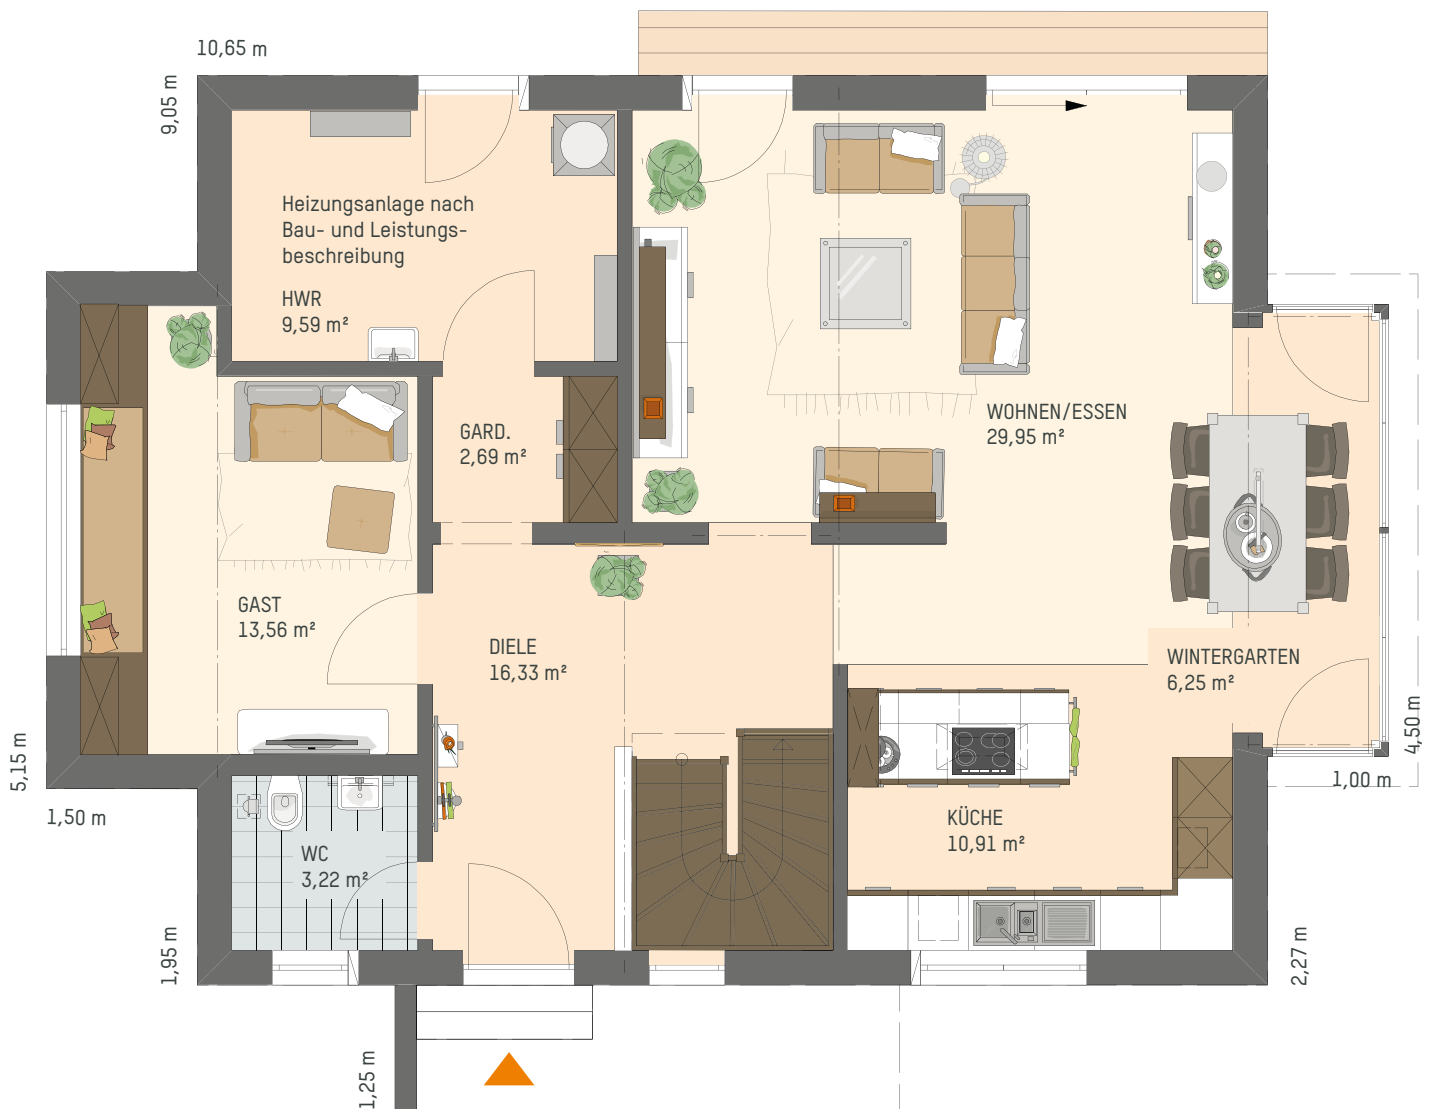 10,65 m
9,05 m
Heizungsanlage nach
Bau- und Leistungs-
beschreibung
HWR
9,59 m²
GARD.
2,69 m²
WOHNEN/ESSEN
29,95 m²
GAST
13,56 m²
DIELE
16,33 m²
WINTERGARTEN
6,25 m²
4,50 m
1,00 m
5,15 m
1,50 m
KÜCHE
10,91 m²
WC
3,22 m²
1,95 m
2,27 m
1,25 m